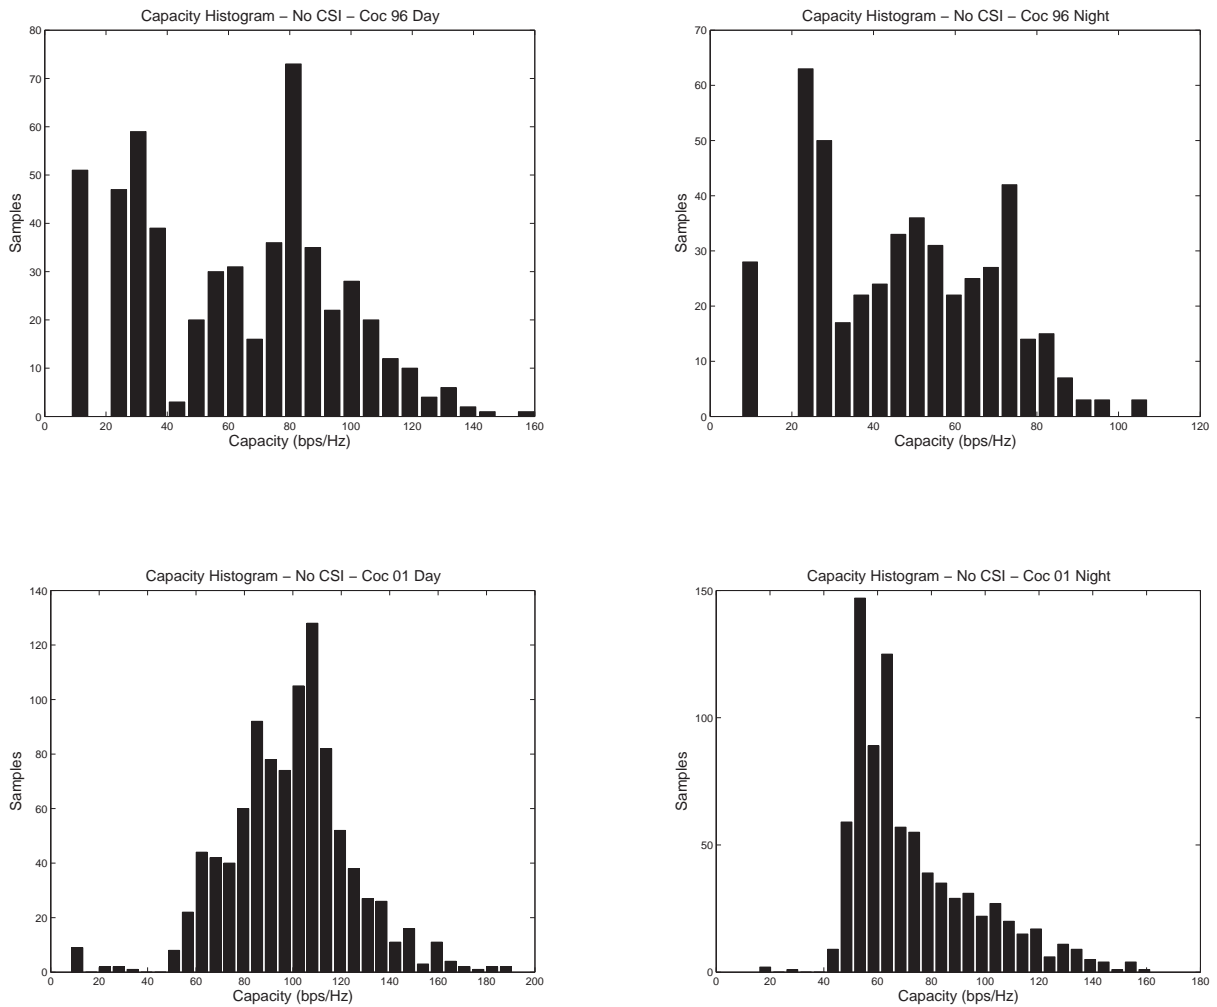 Capacity Histogram – No CSI – Coc 96 Day
80
70
60
50
40
30
20
10
0
Samples
0 20 40 60 80 100 120 140 160
Capacity (bps/Hz)
Capacity Histogram – No CSI – Coc 96 Night
70
60
50
40
30
20
10
0
Samples
0 20 40 60 80 100 120
Capacity (bps/Hz)
Capacity Histogram – No CSI – Coc 01 Day
140
120
100
80
60
40
20
0
Samples
0 20 40 60 80 100 120 140 160 180 200
Capacity (bps/Hz)
Capacity Histogram – No CSI – Coc 01 Night
150
100
50
0
Samples
0 20 40 60 80 100 120 140 160 180
Capacity (bps/Hz)